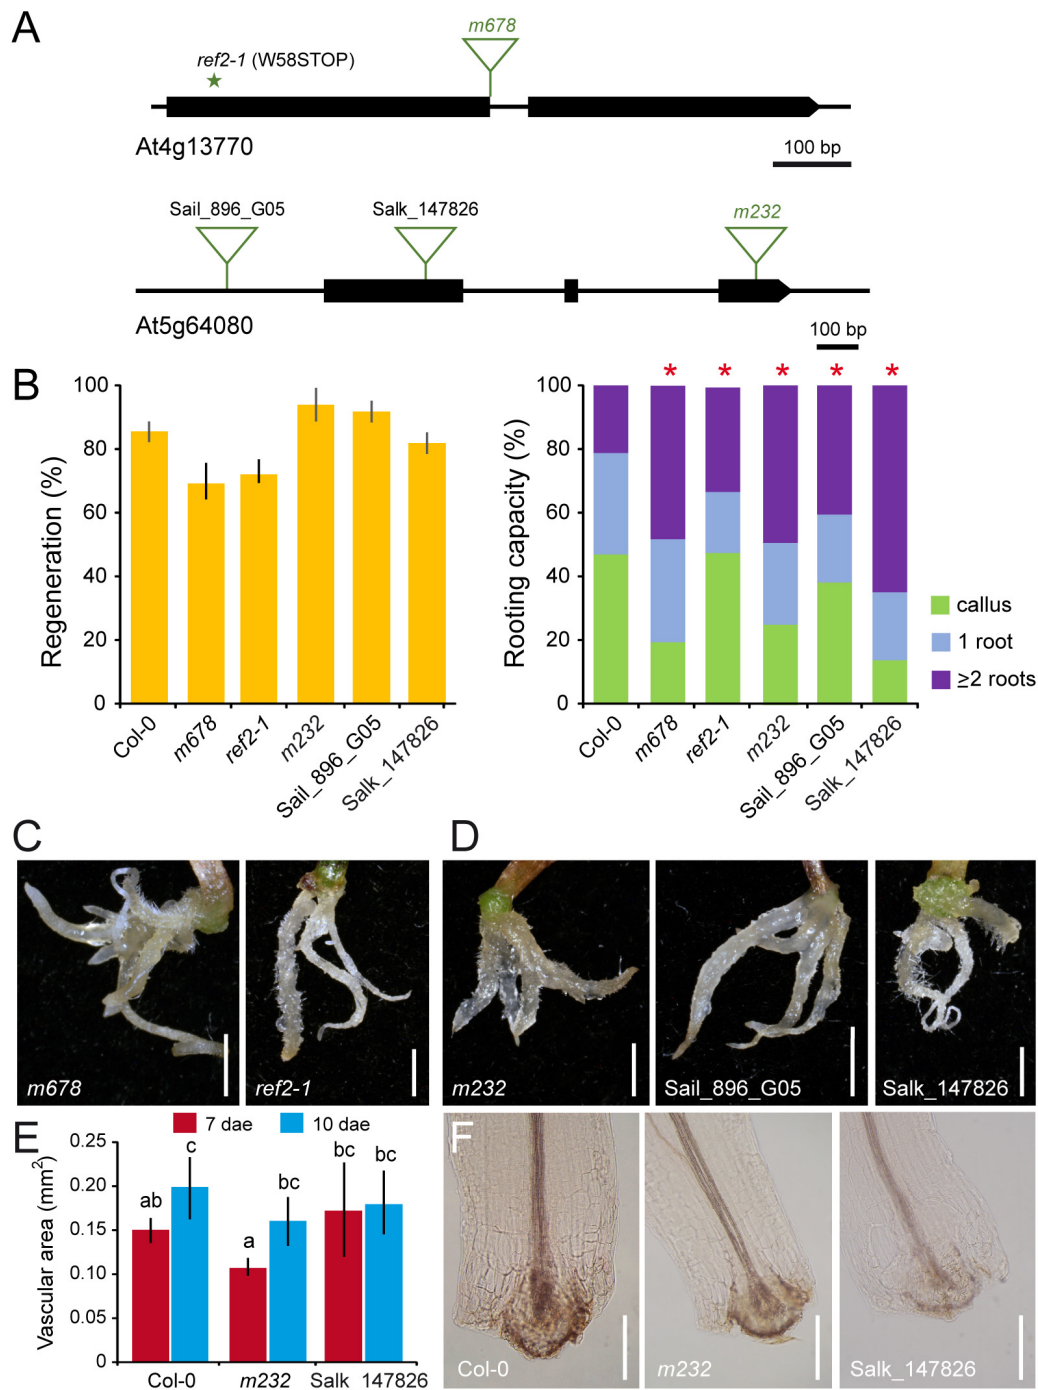 A
m678
ref2-1 (W58STOP)
At4g13770
100 bp
Sail_896_G05
Salk_147826
m232
At5g64080
100 bp
B
Regeneration (%)
100
80
60
40
20
0
Col-0
m678
ref2-1
m232
Sail_896_G05
Salk_147826
Rooting capacity (%)
100
80
60
40
20
0
* * * * *
Col-0
m678
ref2-1
m232
Sail_896_G05
Salk_147826
callus
1 root
≥2 roots
C
m678
ref2-1
D
m232
Sail_896_G05
Salk_147826
E
7 dae
10 dae
Vascular area (mm²)
0.25
0.20
0.15
0.10
0.05
0
ab
c
a
bc
bc
bc
Col-0
m232
Salk 147826
F
Col-0
m232
Salk_147826